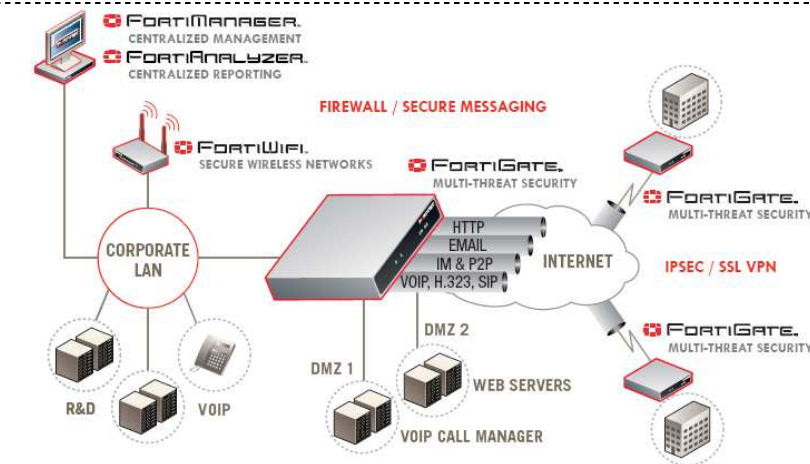 FORTIMANAGER.
CENTRALIZED MANAGEMENT
FORTIANALYZER.
CENTRALIZED REPORTING
FIREWALL / SECURE MESSAGING
FORTIWIFI.
SECURE WIRELESS NETWORKS
FORTIGATE.
MULTI-THREAT SECURITY
FORTIGATE.
MULTI-THREAT SECURITY
HTTP
EMAIL
IM & P2P
VOIP, H.323, SIP
INTERNET
IPSEC / SSL VPN
CORPORATE
LAN
FORTIGATE.
MULTI-THREAT SECURITY
DMZ 2
DMZ 1
WEB SERVERS
R&D
VOIP
VOIP CALL MANAGER